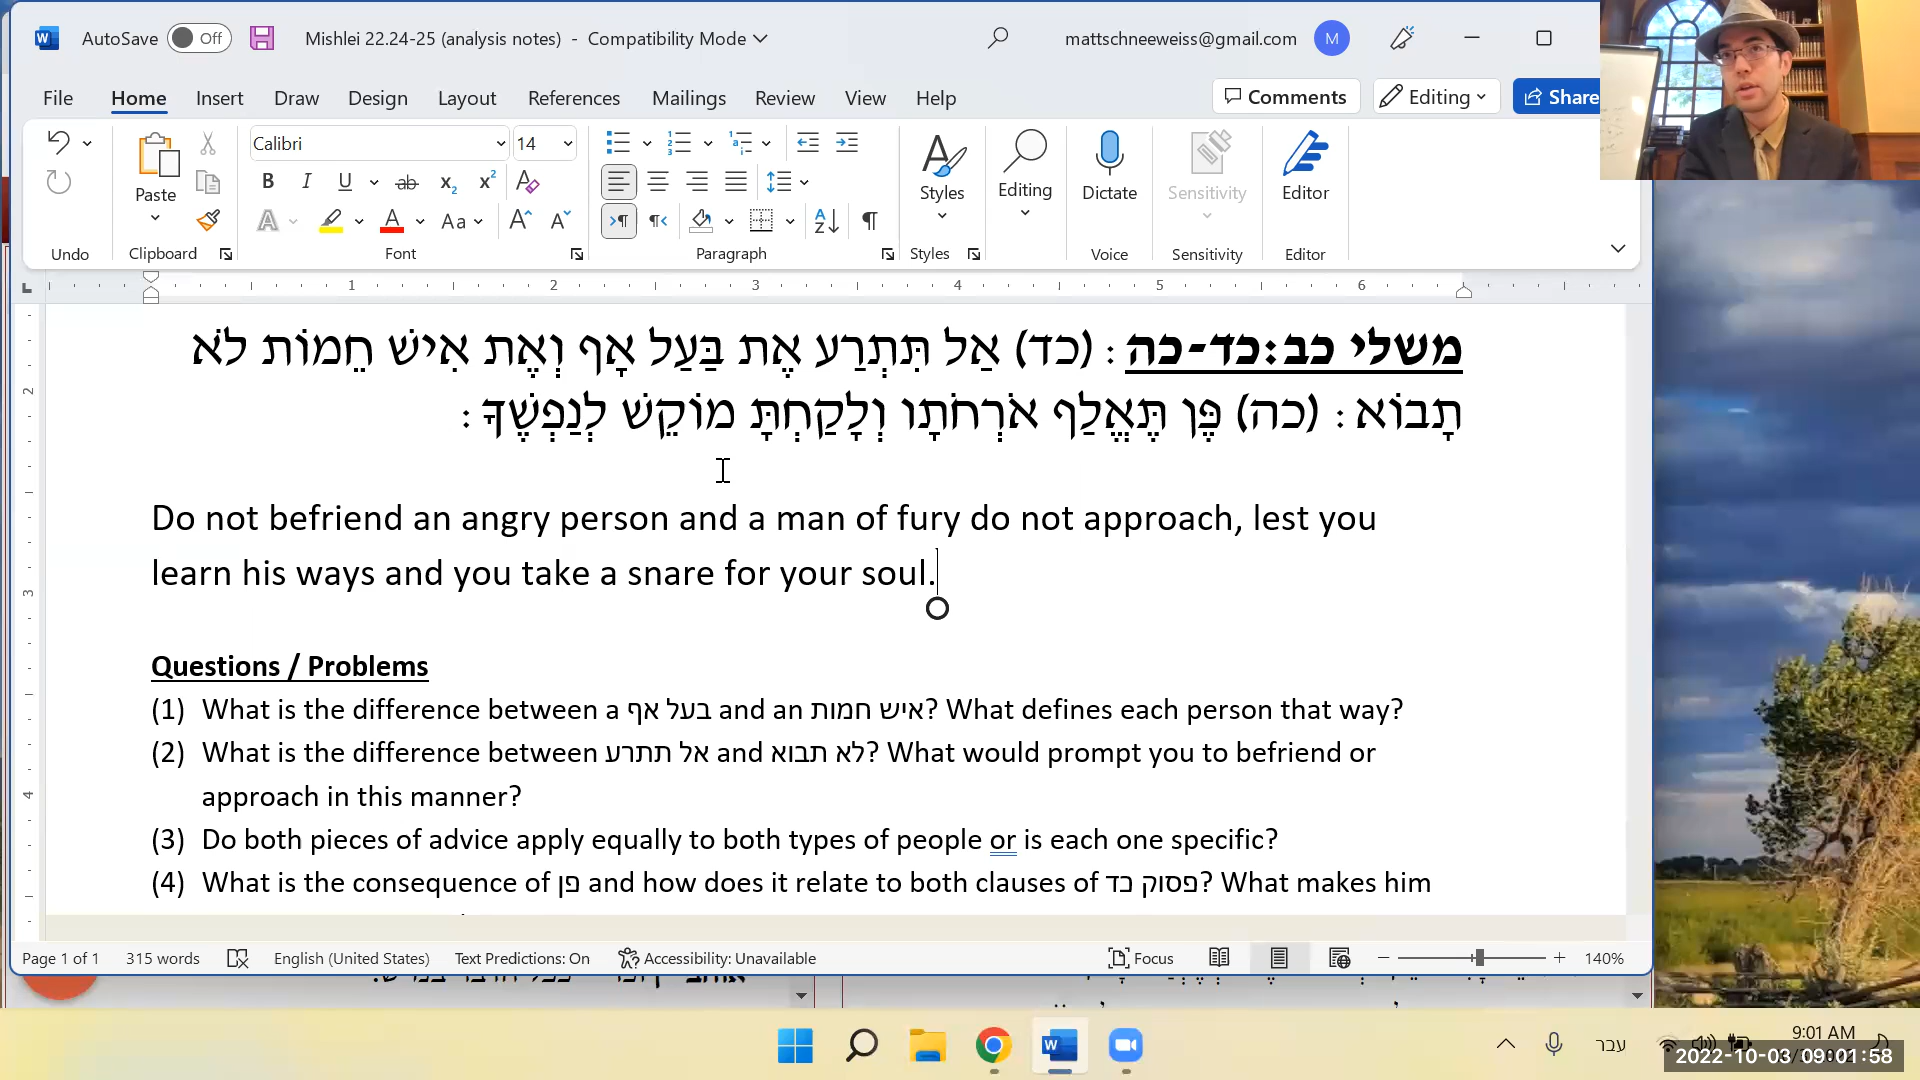 AutoSave Off Mishlei 22.24-25 (analysis notes) - Compatibility Mode mattschneeweiss@gmail.com M
File Home Insert Draw Design Layout References Mailings Review View Help Comments Editing Share
Calibri 14
Paste Styles Editing Dictate Sensitivity Editor
Undo Clipboard Font Paragraph Styles Voice Sensitivity Editor
1 2 3 4 5 6
משלי כב:כד-כה: (כד) אַל תִּתְרַע אֶת בַּעַל אָף וְאֶת אִישׁ חֵמוֹת לֹא
תָבוֹא: (כה) פֶּן תֶּאֱלַף אֹרְחֹתָו וְלָקַחְתָּ מוֹקֵשׁ לְנַפְשֶׁךָ:
Do not befriend an angry person and a man of fury do not approach, lest you
learn his ways and you take a snare for your soul.
Questions / Problems
(1) What is the difference between a בעל אף and an איש חמות? What defines each person that way?
(2) What is the difference between אל תתרע and לא תבוא? What would prompt you to befriend or
approach in this manner?
(3) Do both pieces of advice apply equally to both types of people or is each one specific?
(4) What is the consequence of פן and how does it relate to both clauses of פסוק כד? What makes him
Page 1 of 1 315 words English (United States) Text Predictions: On Accessibility: Unavailable Focus 140%
עבר 9:01 AM
2022-10-03 09:01:58